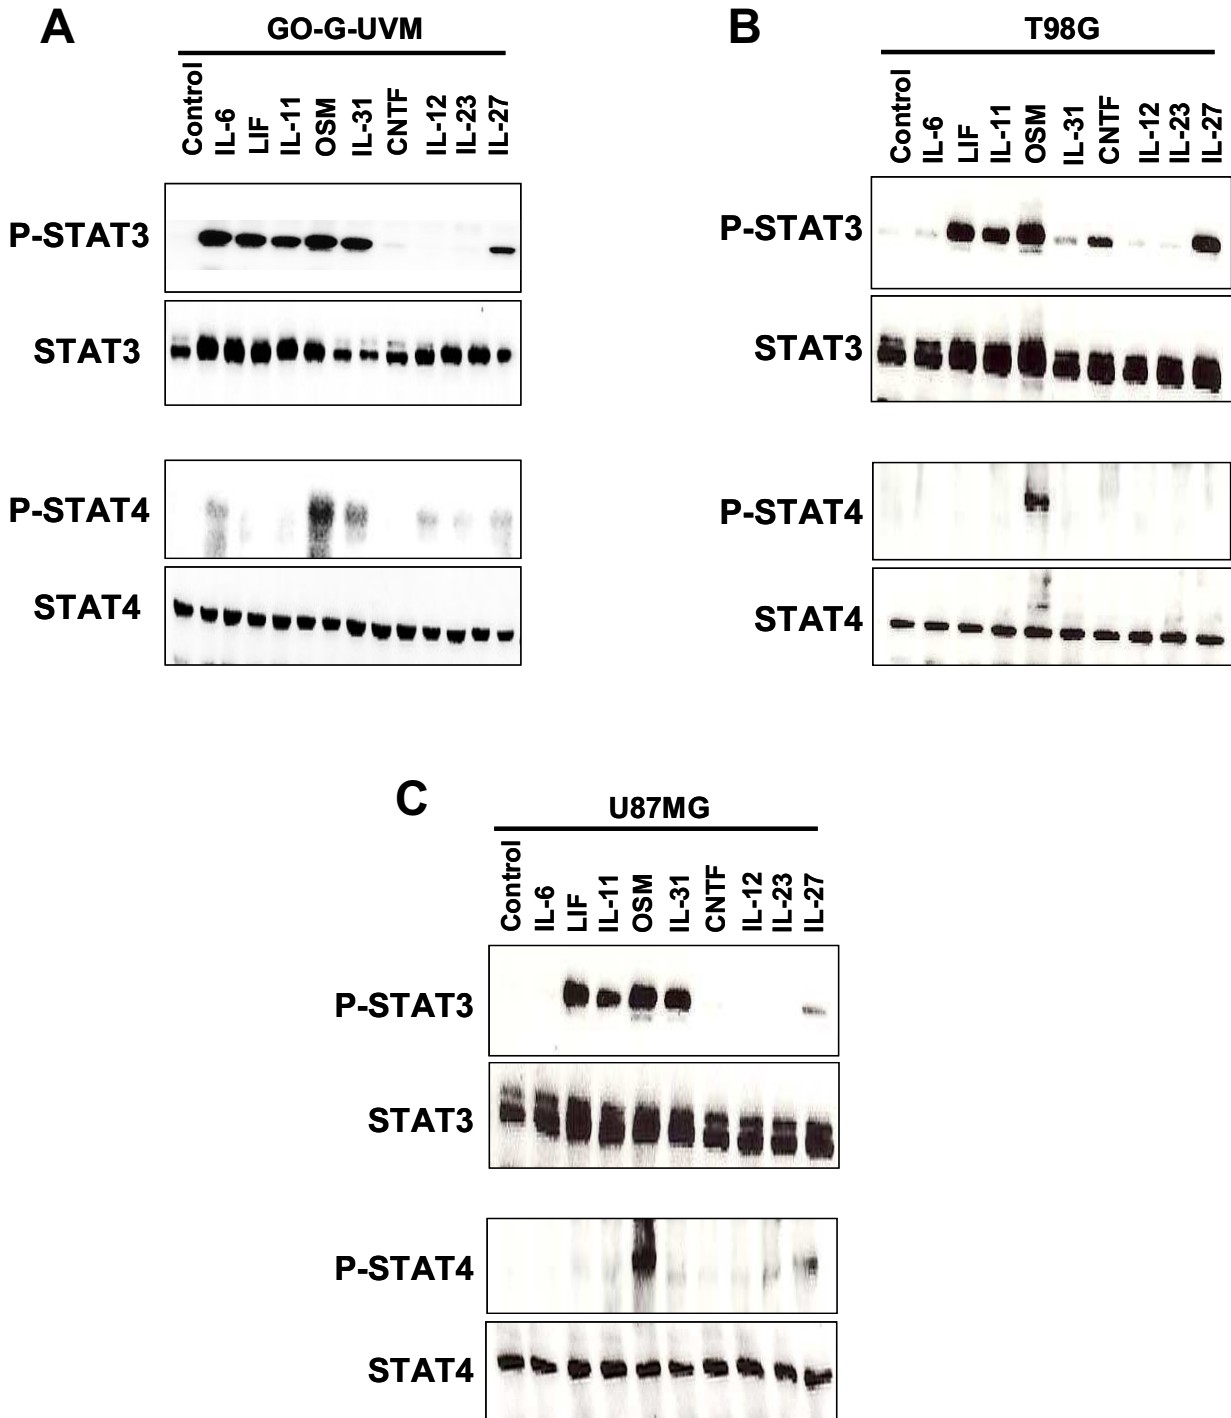 A
GO-G-UVM
Control
IL-6
LIF
IL-11
OSM
IL-31
CNTF
IL-12
IL-23
IL-27
P-STAT3
STAT3
P-STAT4
STAT4
B
T98G
Control
IL-6
LIF
IL-11
OSM
IL-31
CNTF
IL-12
IL-23
IL-27
P-STAT3
STAT3
P-STAT4
STAT4
C
U87MG
Control
IL-6
LIF
IL-11
OSM
IL-31
CNTF
IL-12
IL-23
IL-27
P-STAT3
STAT3
P-STAT4
STAT4